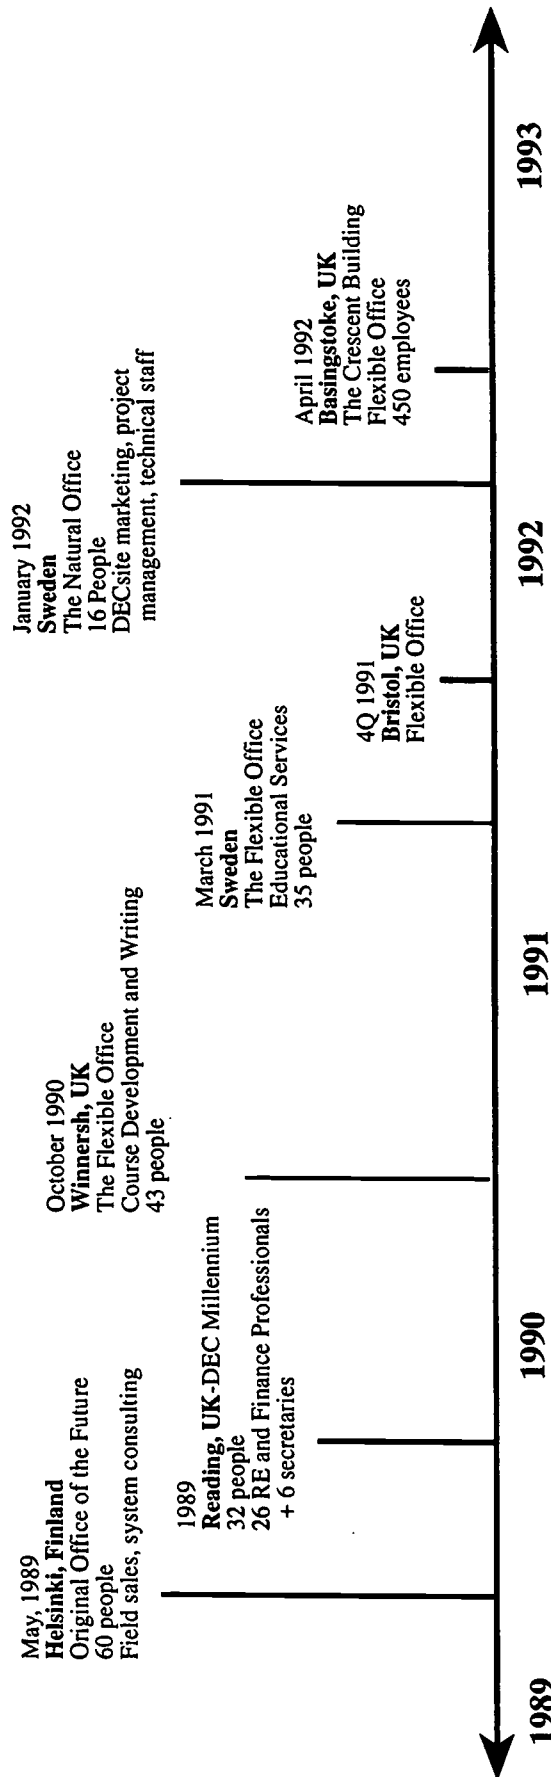 May, 1989
Helsinki, Finland
Original Office of the Future
60 people
Field sales, system consulting
1989
Reading, UK-DEC Millennium
32 people
26 RE and Finance Professionals
+ 6 secretaries
October 1990
Winnersh, UK
The Flexible Office
Course Development and Writing
43 people
March 1991
Sweden
The Flexible Office
Educational Services
35 people
4Q 1991
Bristol, UK
Flexible Office
January 1992
Sweden
The Natural Office
16 People
DECsite marketing, project
management, technical staff
April 1992
Basingstoke, UK
The Crescent Building
Flexible Office
450 employees
1989
1990
1991
1992
1993